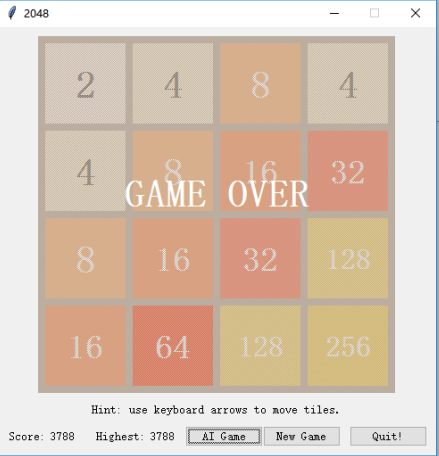 2048
2 4 8 4
4 8 16 32
GAME OVER
8 16 32 128
16 64 128 256
Hint: use keyboard arrows to move tiles.
Score: 3788 Highest: 3788 AI Game New Game Quit!